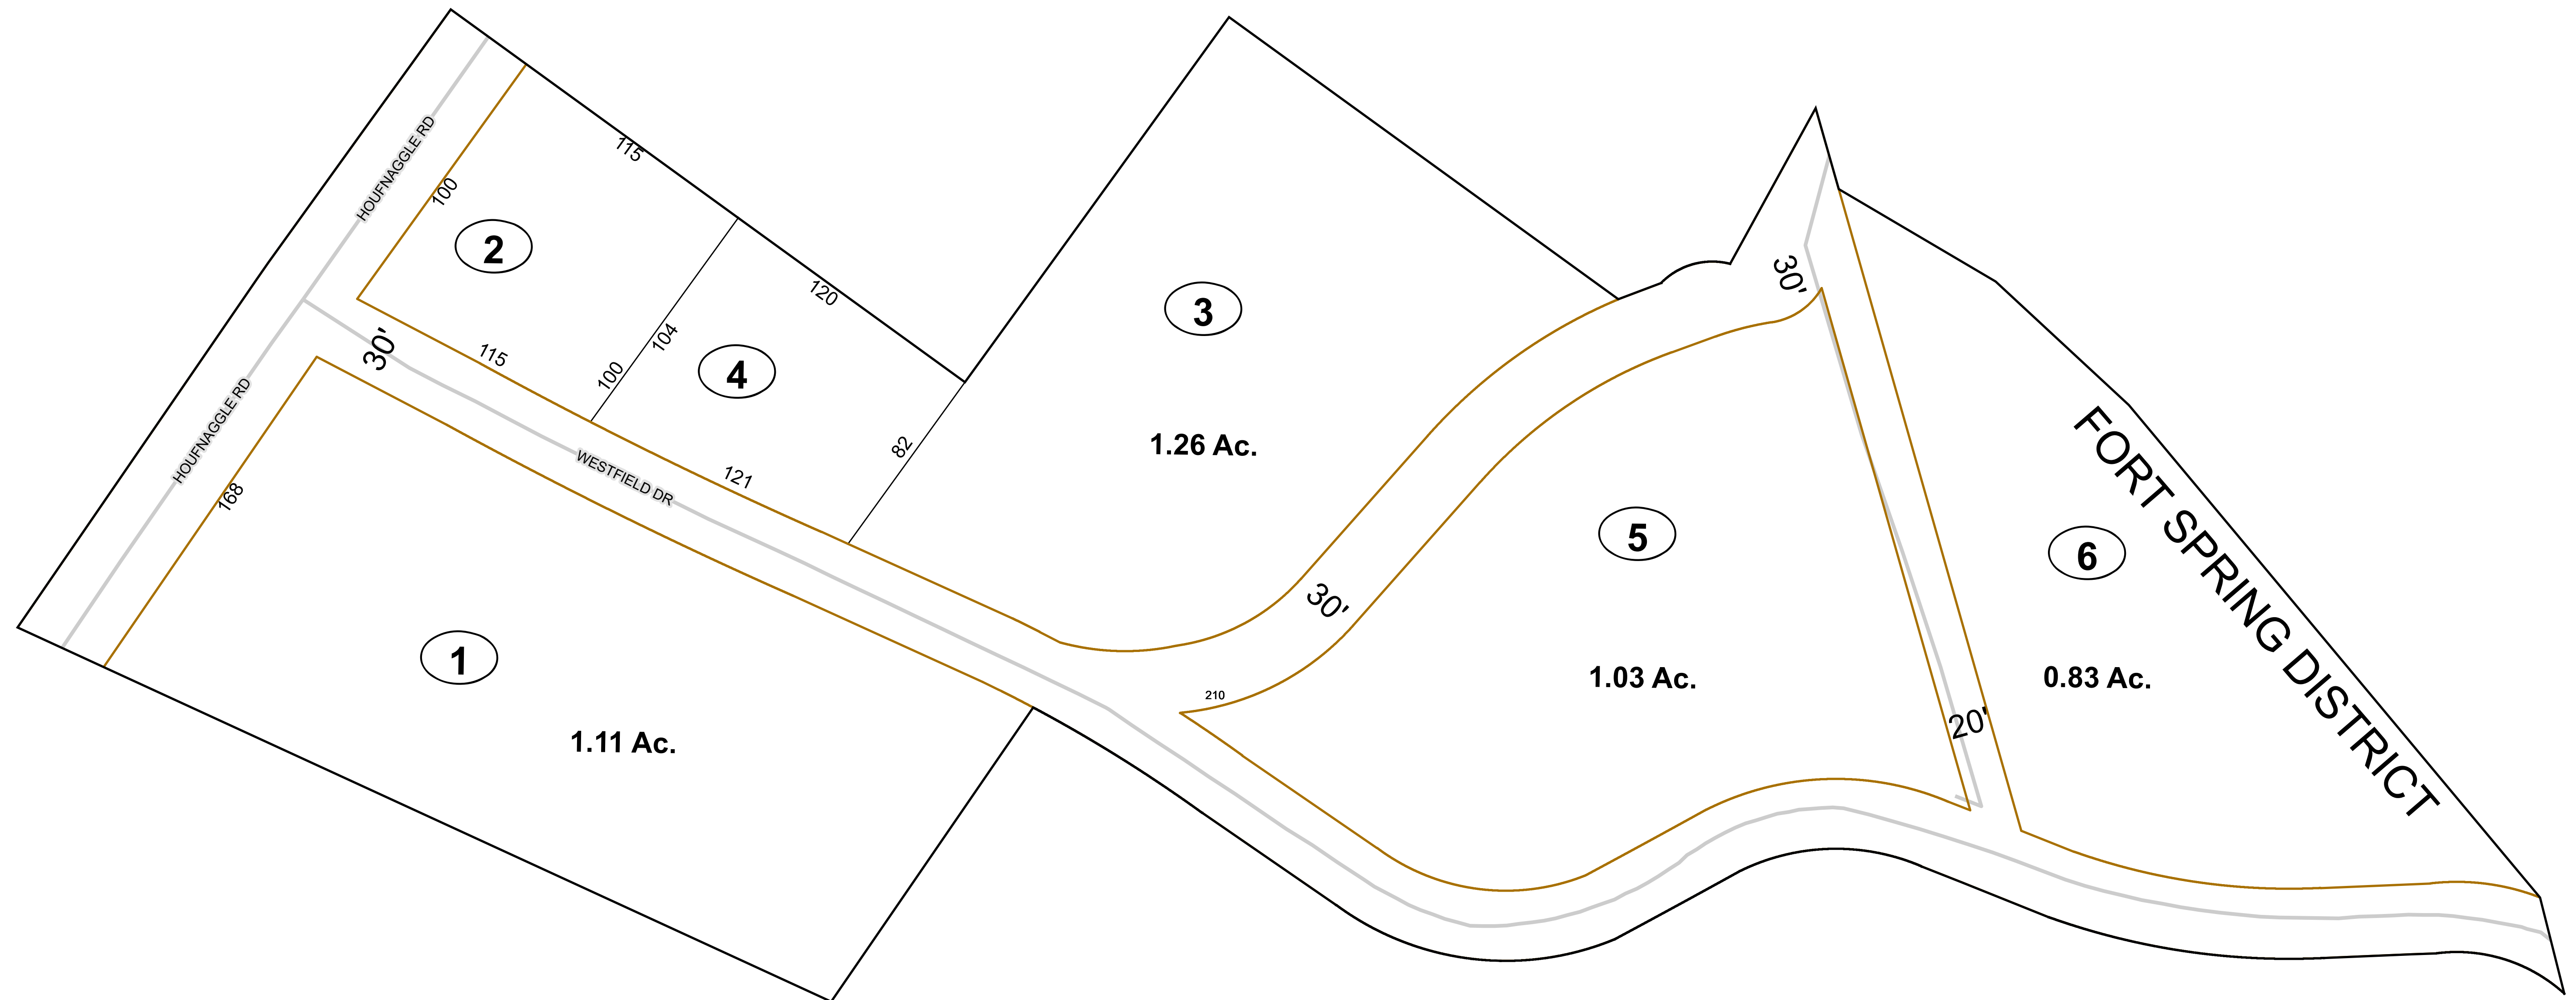 HOUFNAGGLE RD
115
100
2
120
30'
3
104
30'
115
100
4
HOUFNAGGLE RD
82
1.26 Ac.
121
WESTFIELD DR
168
5
6
FORT SPRING DISTRICT
30'
1
1.03 Ac.
0.83 Ac.
210
20'
1.11 Ac.